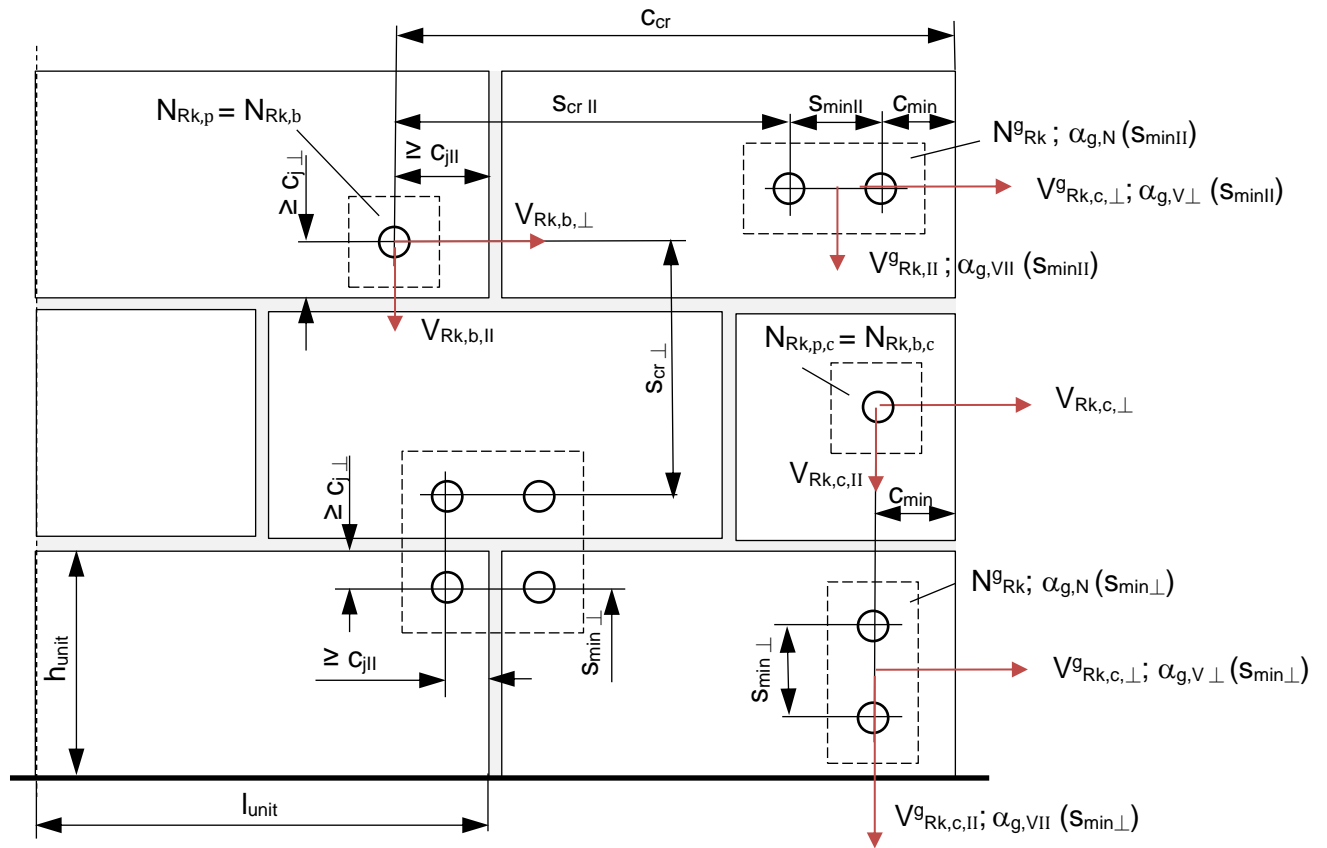 c_cr
N_Rk,p = N_Rk,b
s_cr II
s_minII
c_min
N^g_Rk ; α_g,N (s_minII)
≥ c_jII
≥ c_j⊥
V^g_Rk,c,⊥; α_g,V⊥ (s_minII)
V_Rk,b,⊥
V^g_Rk,II ; α_g,VII (s_minII)
V_Rk,b,II
N_Rk,p,c = N_Rk,b,c
s_cr⊥
V_Rk,c,⊥
V_Rk,c,II
≥ c_j⊥
c_min
N^g_Rk; α_g,N (s_min⊥)
h_unit
≥ c_jII
s_min⊥
s_min⊥
V^g_Rk,c,⊥; α_g,V⊥ (s_min⊥)
l_unit
V^g_Rk,c,II; α_g,VII (s_min⊥)